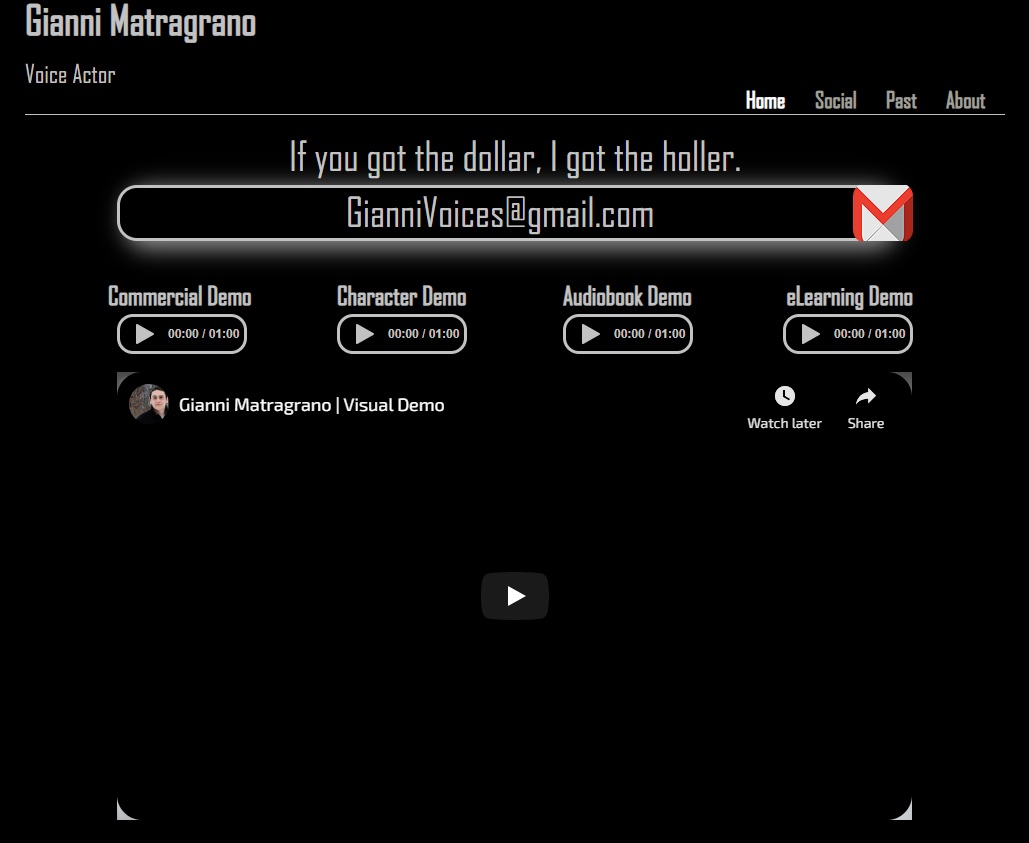 Gianni Matragrano
Voice Actor
Home Social Past About
If you got the dollar, I got the holler.
GianniVoices@gmail.com
Commercial Demo Character Demo Audiobook Demo eLearning Demo
00:00 / 01:00 00:00 / 01:00 00:00 / 01:00 00:00 / 01:00
Gianni Matragrano | Visual Demo
Watch later Share